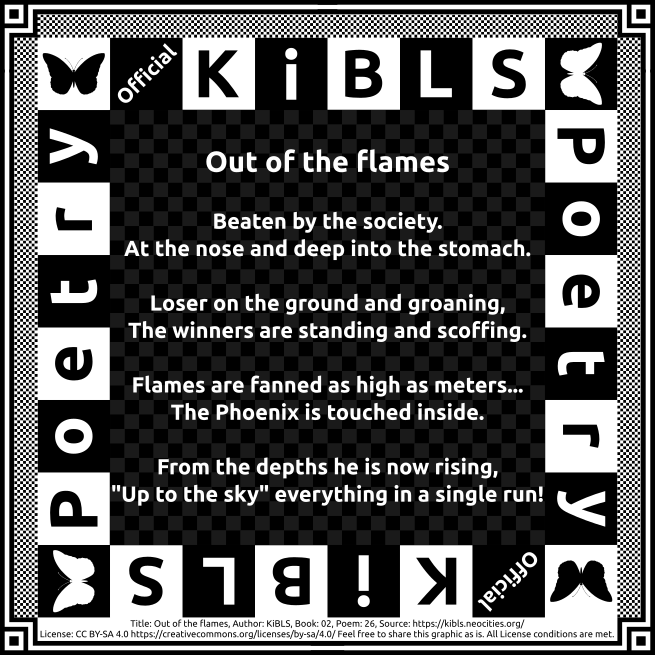 Official KiBLS
Poetry
Poetry
Out of the flames
Beaten by the society.
At the nose and deep into the stomach.
Loser on the ground and groaning,
The winners are standing and scoffing.
Flames are fanned as high as meters...
The Phoenix is touched inside.
From the depths he is now rising,
"Up to the sky" everything in a single run!
Official KiBLS
Title: Out of the flames, Author: KiBLS, Book: 02, Poem: 26, Source: https://kibls.neocities.org/
License: CC BY-SA 4.0 https://creativecommons.org/licenses/by-sa/4.0/ Feel free to share this graphic as is. All License conditions are met.